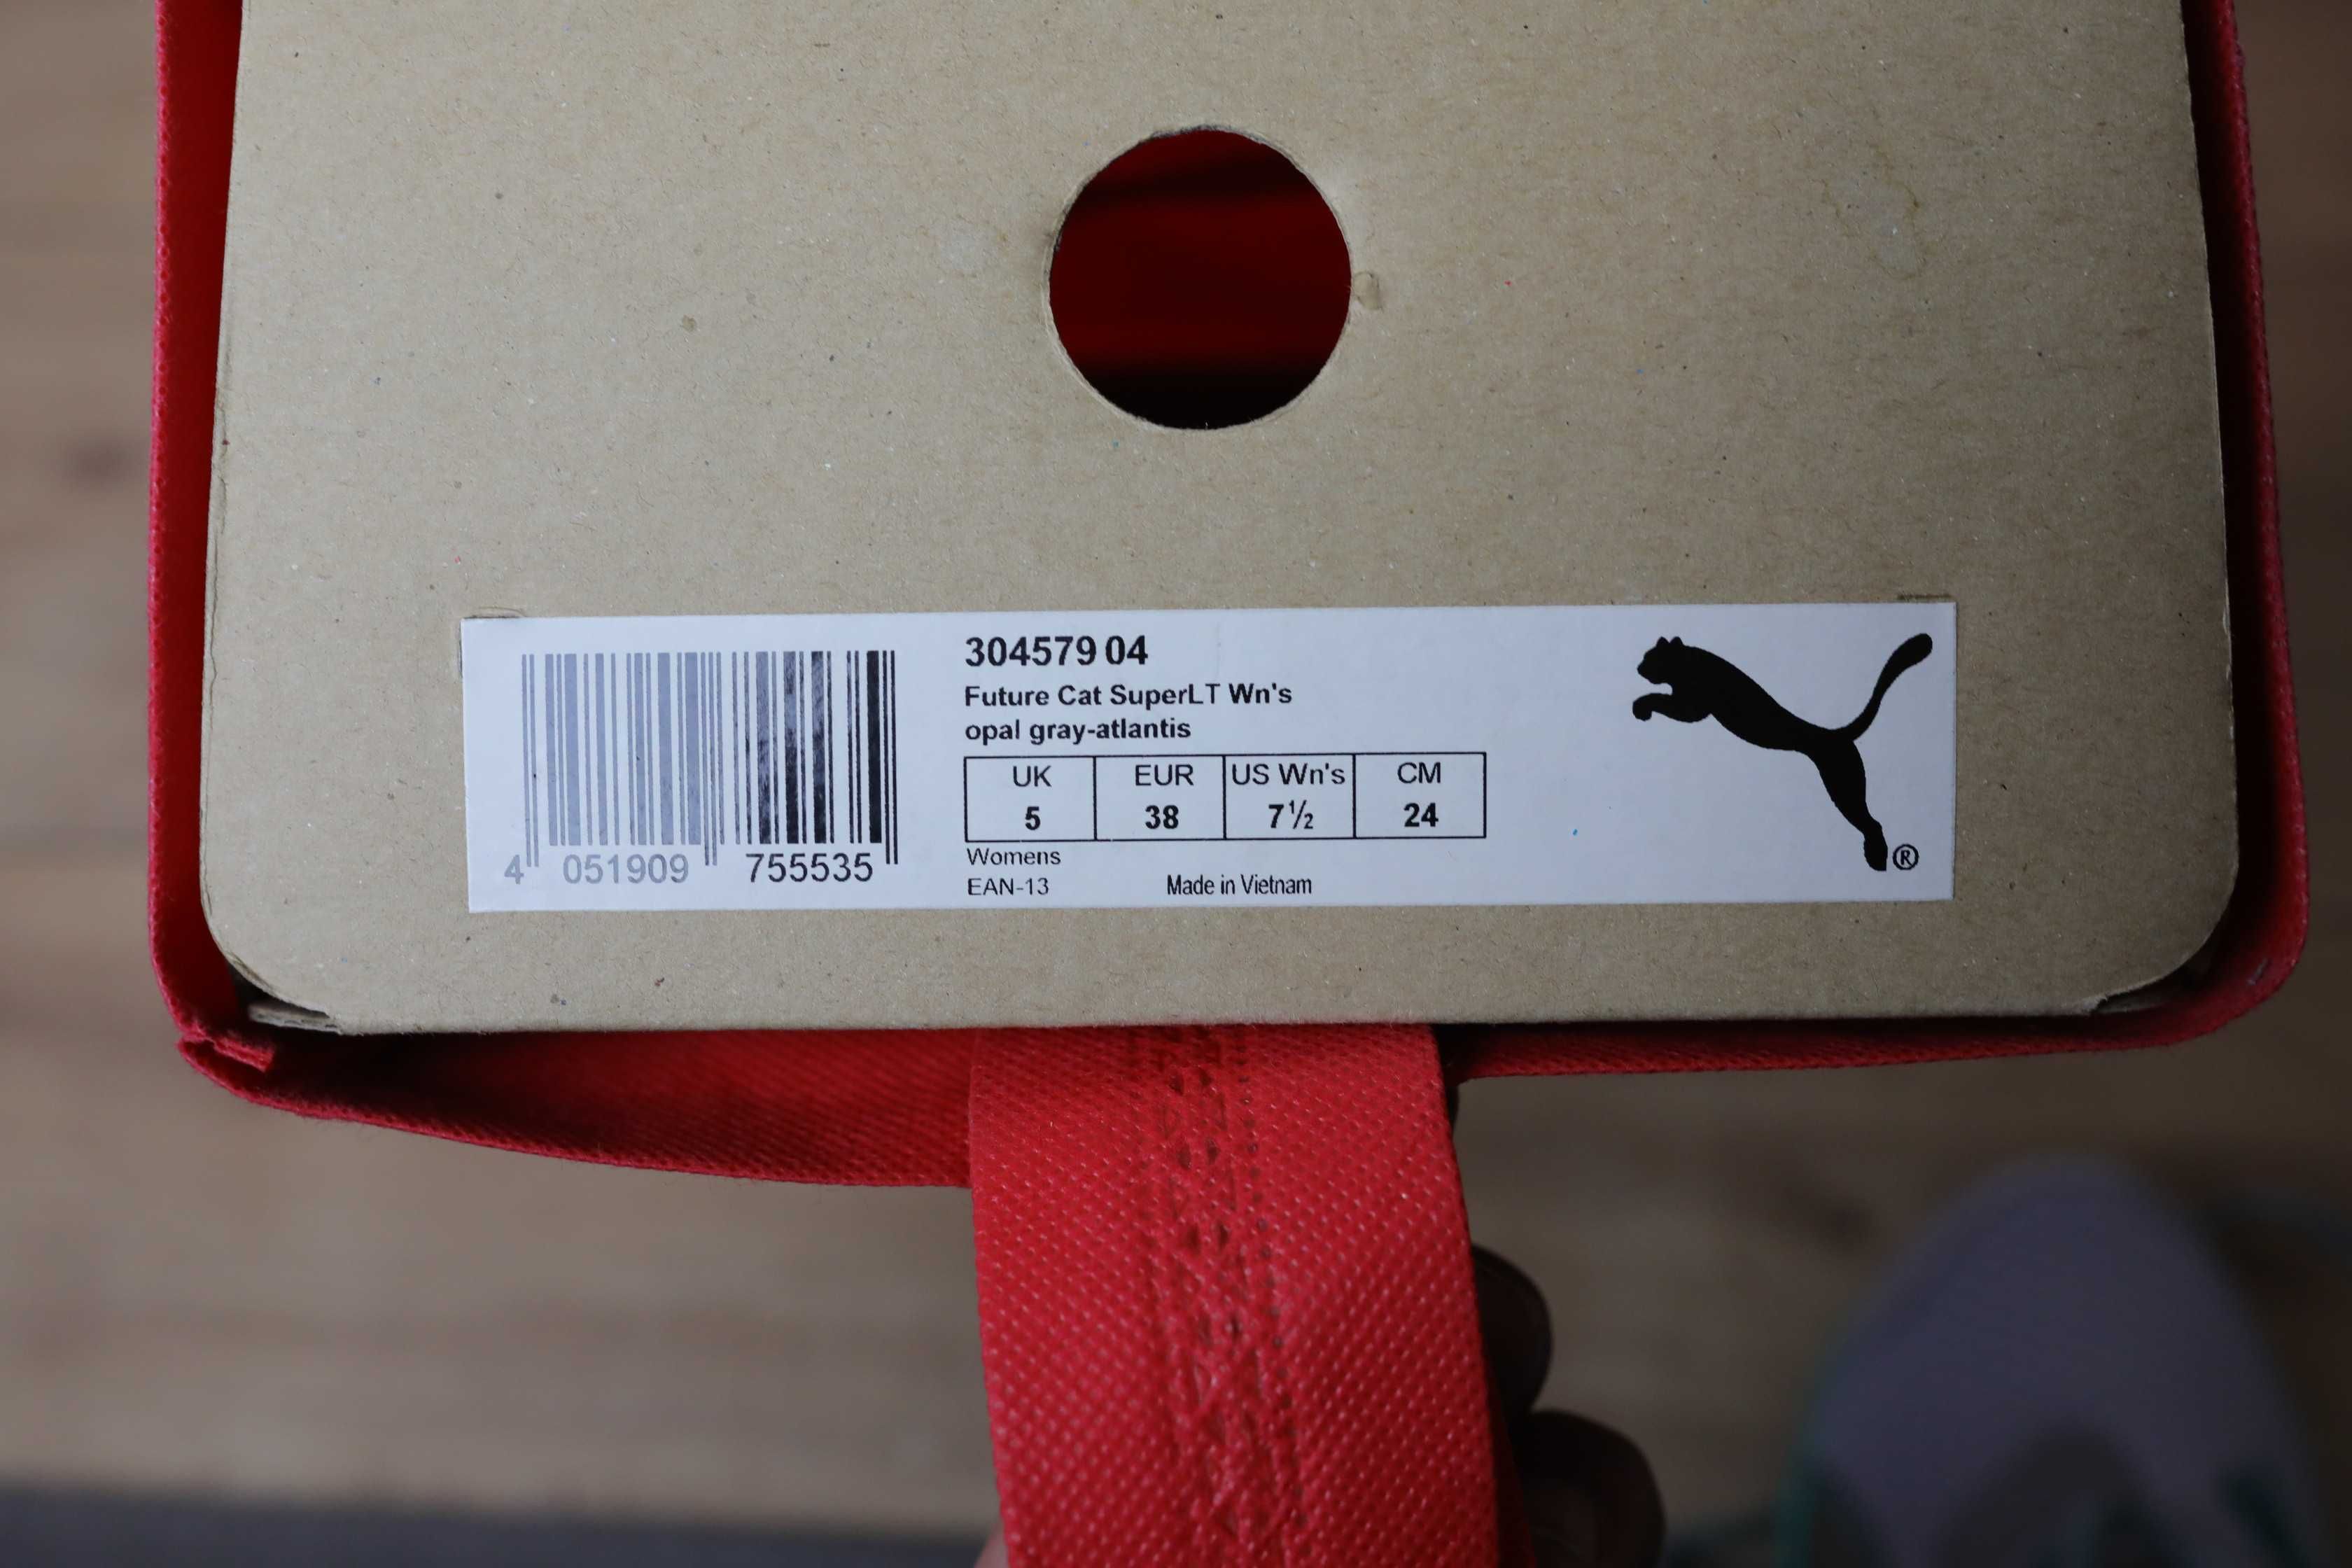 304579 04
Future Cat SuperLT Wn's
opal gray-atlantis
UK EUR US Wn's CM
5 38 7½ 24
Womens
EAN-13 Made in Vietnam
4 051909 755535
®